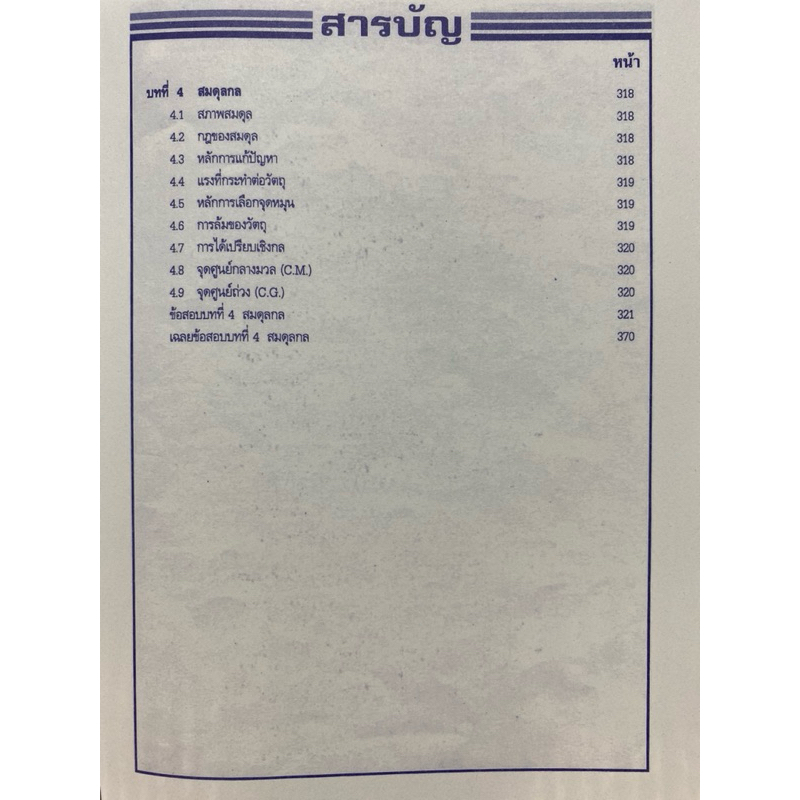 สารบัญ
หน้า
บทที่ 4 สมดุลกล 318
4.1 สภาพสมดุล 318
4.2 กฎของสมดุล 318
4.3 หลักการแก้ปัญหา 318
4.4 แรงที่กระทำต่อวัตถุ 319
4.5 หลักการเลือกจุดหมุน 319
4.6 การล้มของวัตถุ 319
4.7 การได้เปรียบเชิงกล 320
4.8 จุดศูนย์กลางมวล (C.M.) 320
4.9 จุดศูนย์ถ่วง (C.G.) 320
ข้อสอบบทที่ 4 สมดุลกล 321
เฉลยข้อสอบบทที่ 4 สมดุลกล 370